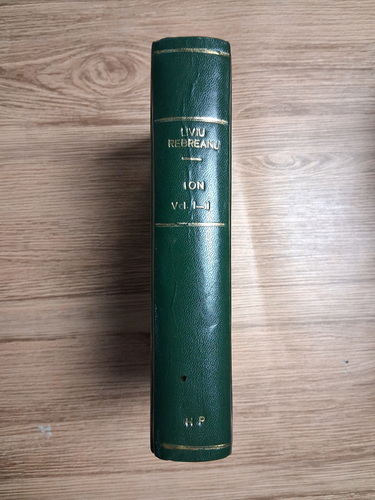 LIVIU
REBREANU
ION
Vol. I-II
H P